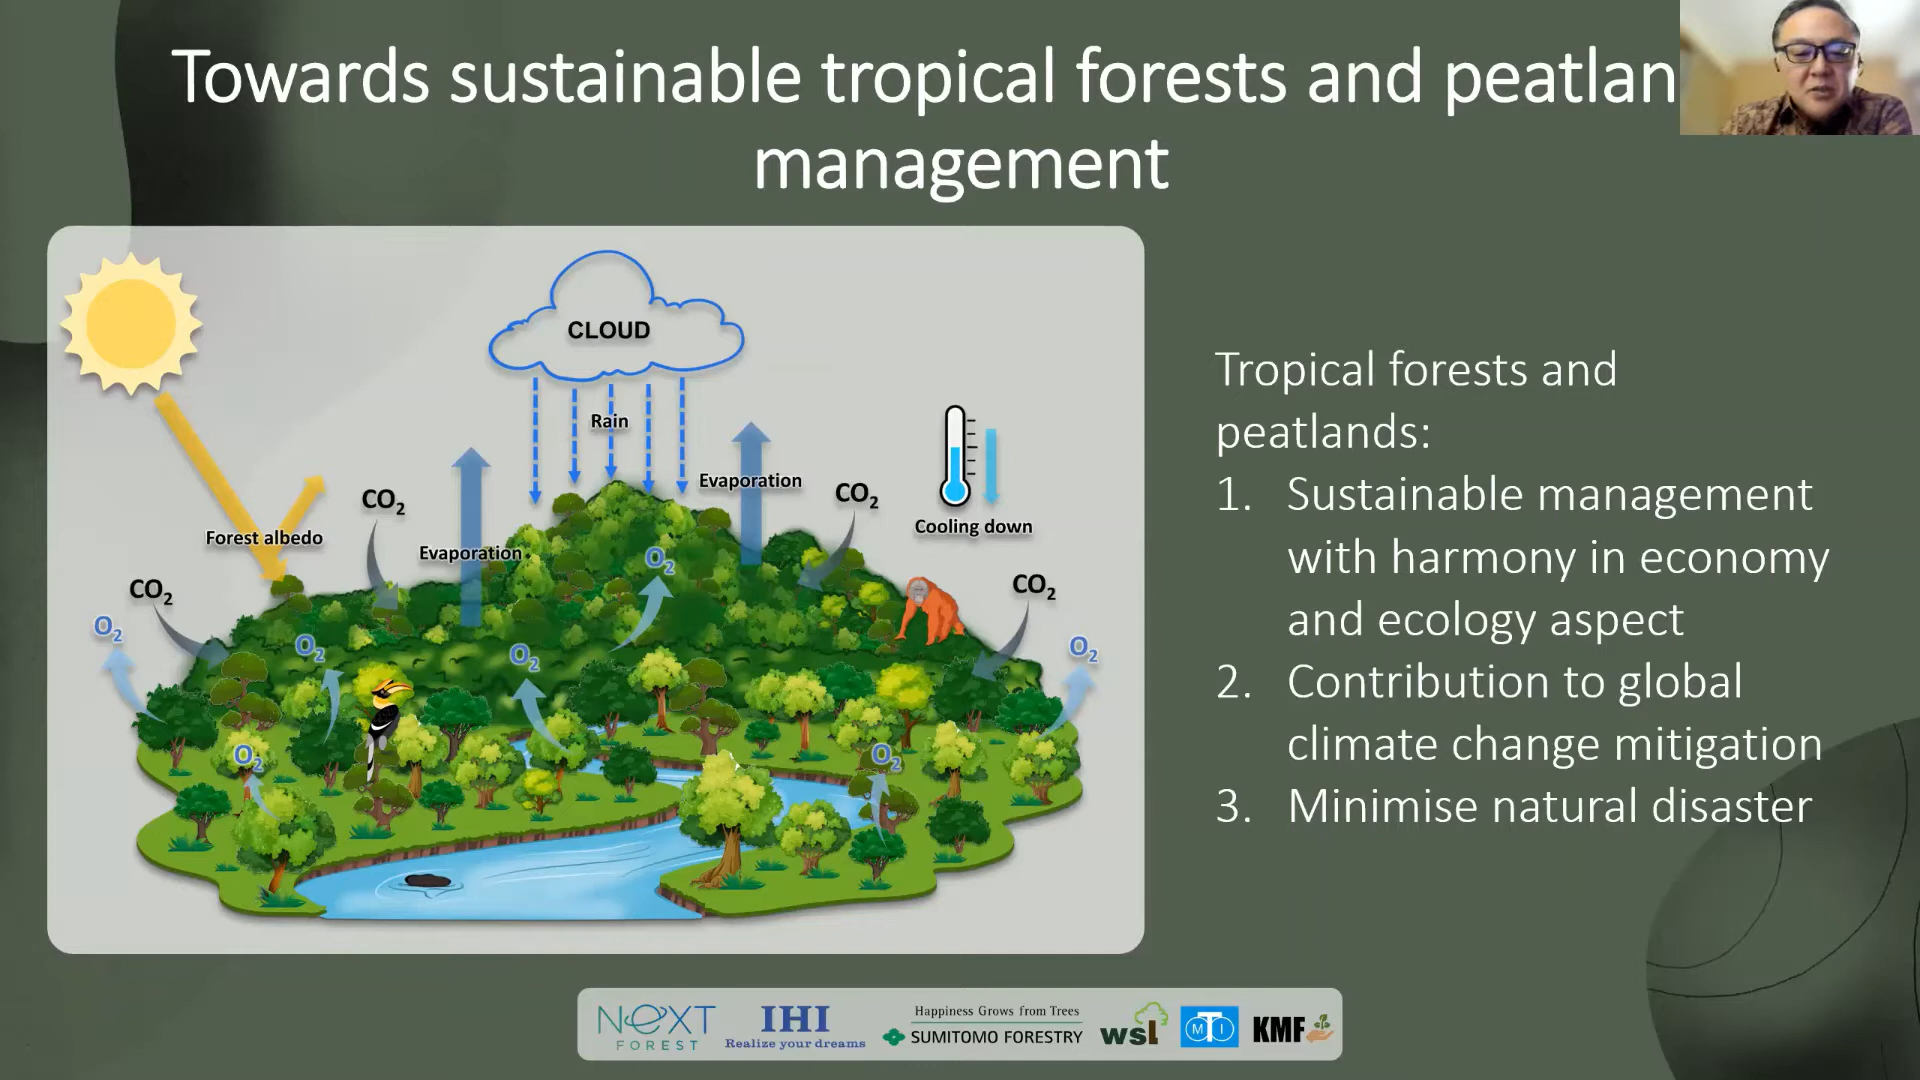 Towards sustainable tropical forests and peatlan
management
CLOUD
Rain
Evaporation
CO2
CO2
Cooling down
Forest albedo
Evaporation
O2
CO2
CO2
O2
O2
O2
O2
O2
O2
Tropical forests and
peatlands:
1. Sustainable management
with harmony in economy
and ecology aspect
2. Contribution to global
climate change mitigation
3. Minimise natural disaster
NeXT
FOREST
IHI
Realize your dreams
Happiness Grows from Trees
SUMITOMO FORESTRY
WSL
MTI
KMF